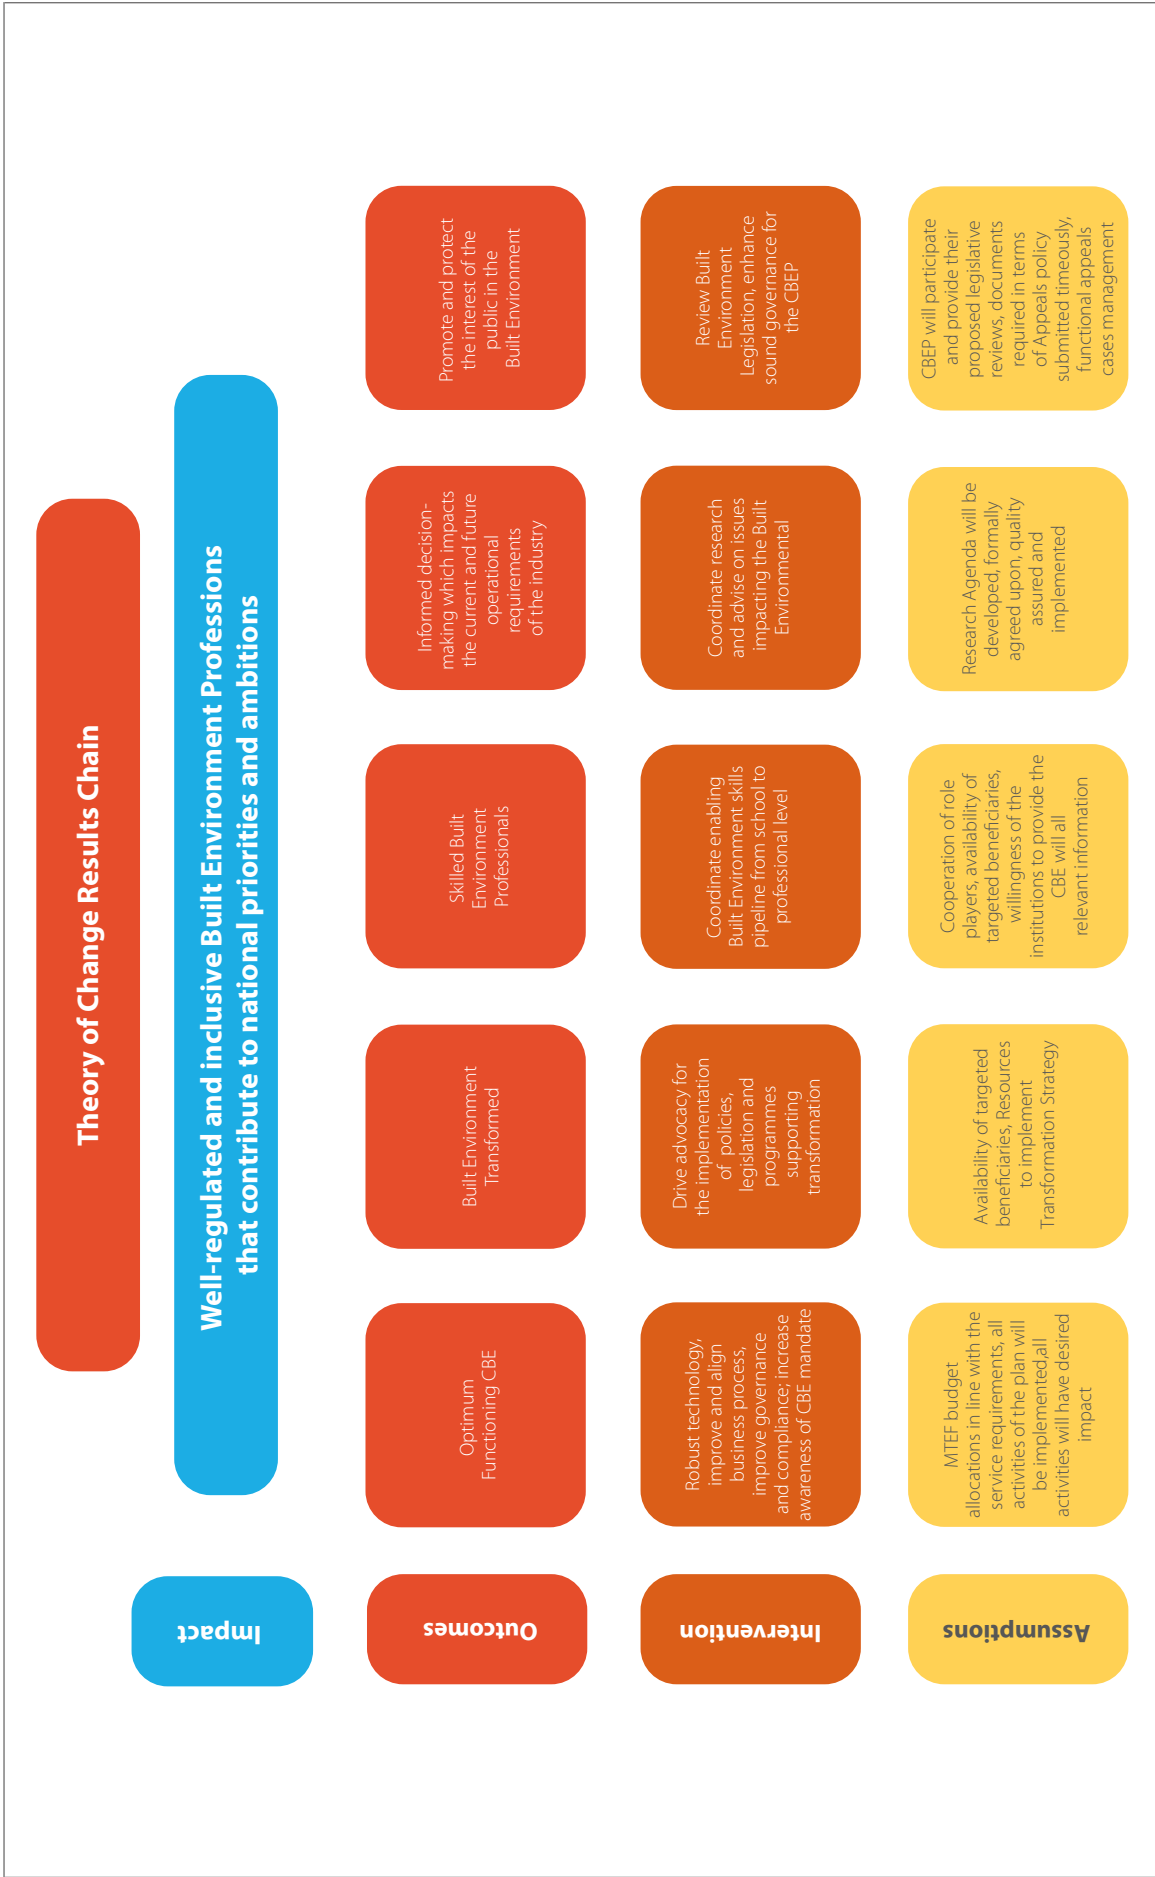 Theory of Change Results Chain
Impact
Well-regulated and inclusive Built Environment Professions
that contribute to national priorities and ambitions
Outcomes
Optimum
Functioning CBE
Built Environment
Transformed
Skilled Built
Environment
Professionals
Informed decision-
making which impacts
the current and future
operational
requirements
of the industry
Promote and protect
the interest of the
public in the
Built Environment
Intervention
Robust technology,
improve and align
business process,
improve governance
and compliance; increase
awareness of CBE mandate
Drive advocacy for
the implementation
of policies,
legislation and
programmes
supporting
transformation
Coordinate enabling
Built Environment skills
pipeline from school to
professional level
Coordinate research
and advise on issues
impacting the Built
Environmental
Review Built
Environment
Legislation, enhance
sound governance for
the CBEP
Assumptions
MTEF budget
allocations in line with the
service requirements, all
activities of the plan will
be implemented,all
activities will have desired
impact
Availability of targeted
beneficiaries, Resources
to implement
Transformation Strategy
Cooperation of role
players, availability of
targeted beneficiaries,
willingness of the
institutions to provide the
CBE will all
relevant information
Research Agenda will be
developed, formally
agreed upon, quality
assured and
implemented
CBEP will participate
and provide their
proposed legislative
reviews, documents
required in terms
of Appeals policy
submitted timeously,
functional appeals
cases management